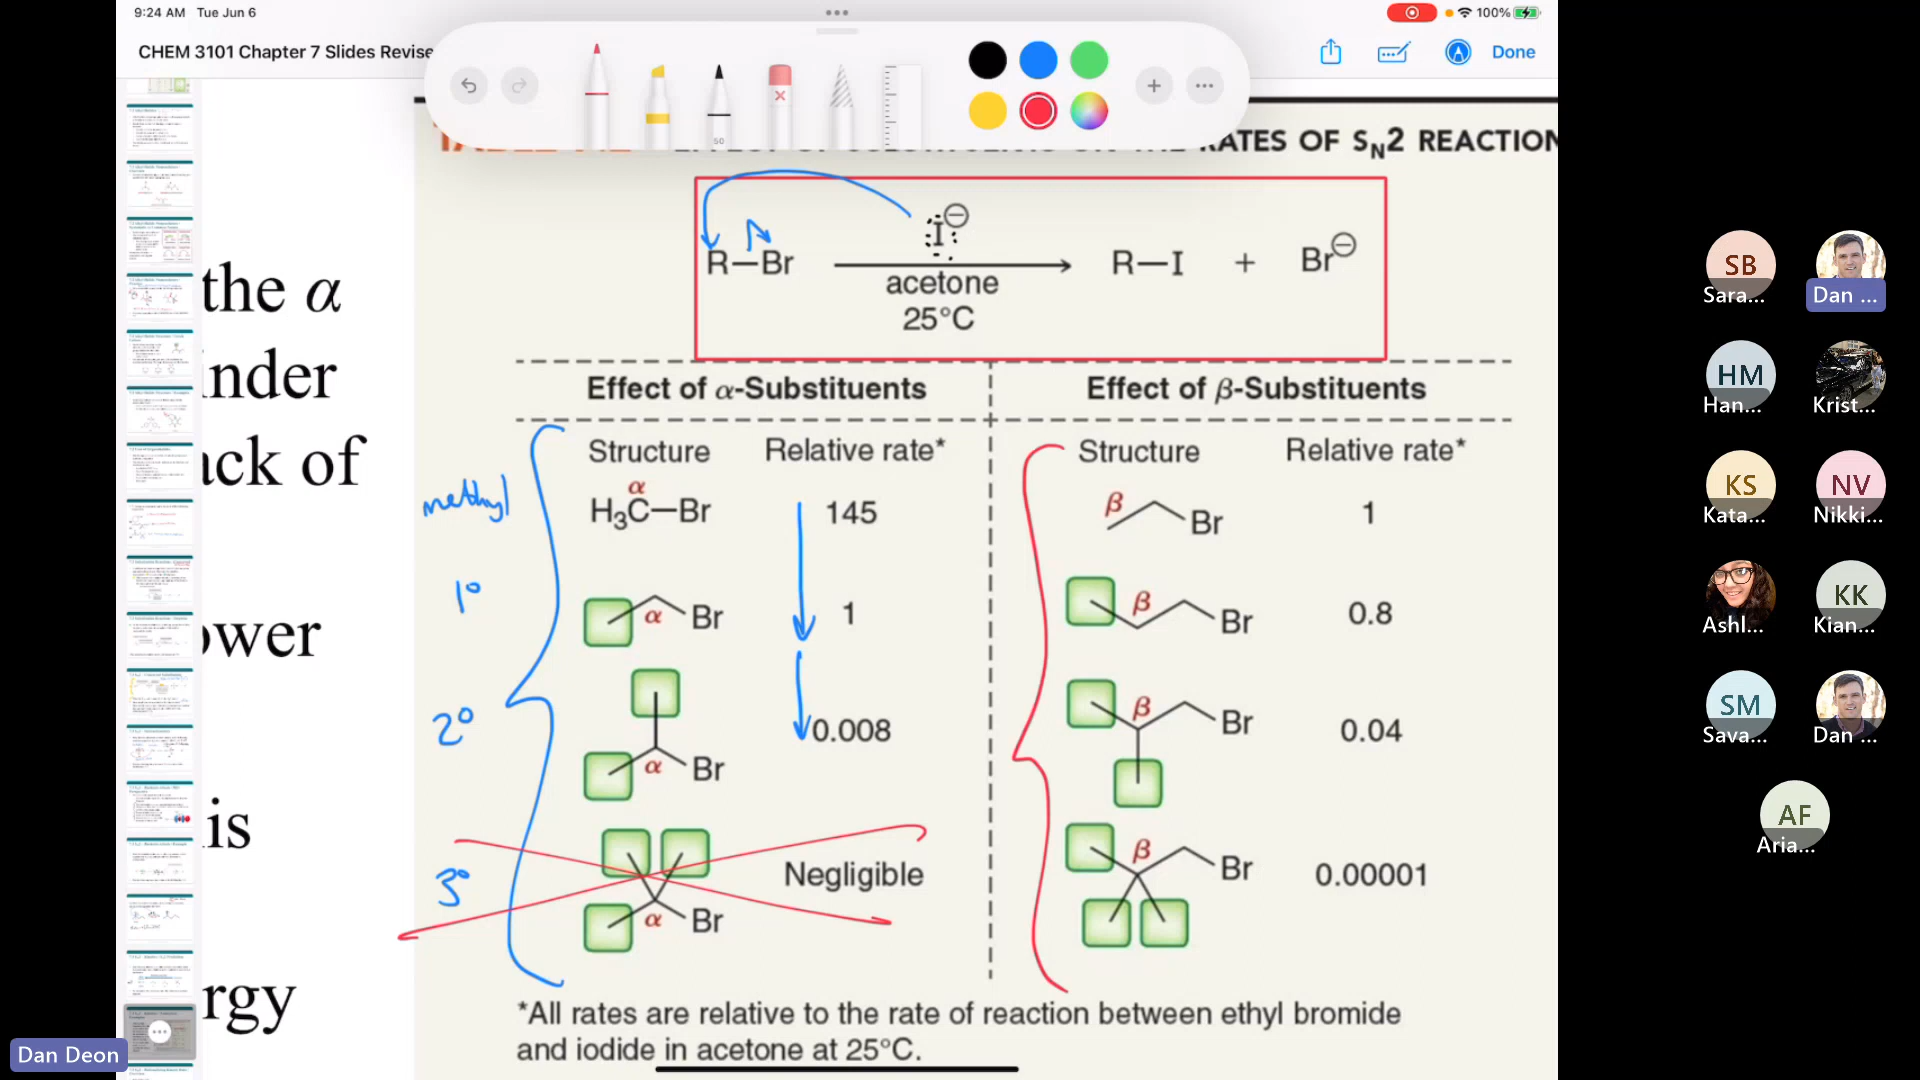 9:24 AM Tue Jun 6
100%
CHEM 3101 Chapter 7 Slides Revise
Done
50
RATES OF SN2 REACTION
I⊖
R—Br
acetone
25°C
R—I + Br⊖
the α
inder
ack of
ower
is
rgy
Effect of α-Substituents
Effect of β-Substituents
Structure Relative rate*
Structure Relative rate*
methyl
α
H3C—Br 145
β
Br 1
1°
α Br 1
β Br 0.8
2°
α Br 0.008
β Br 0.04
3°
α Br Negligible
β Br 0.00001
*All rates are relative to the rate of reaction between ethyl bromide
and iodide in acetone at 25°C.
Dan Deon
SB
Sara...
Dan ...
HM
Han...
Krist...
KS
Kata...
NV
Nikki...
Ashl...
KK
Kian...
SM
Sava...
Dan ...
AF
Aria...